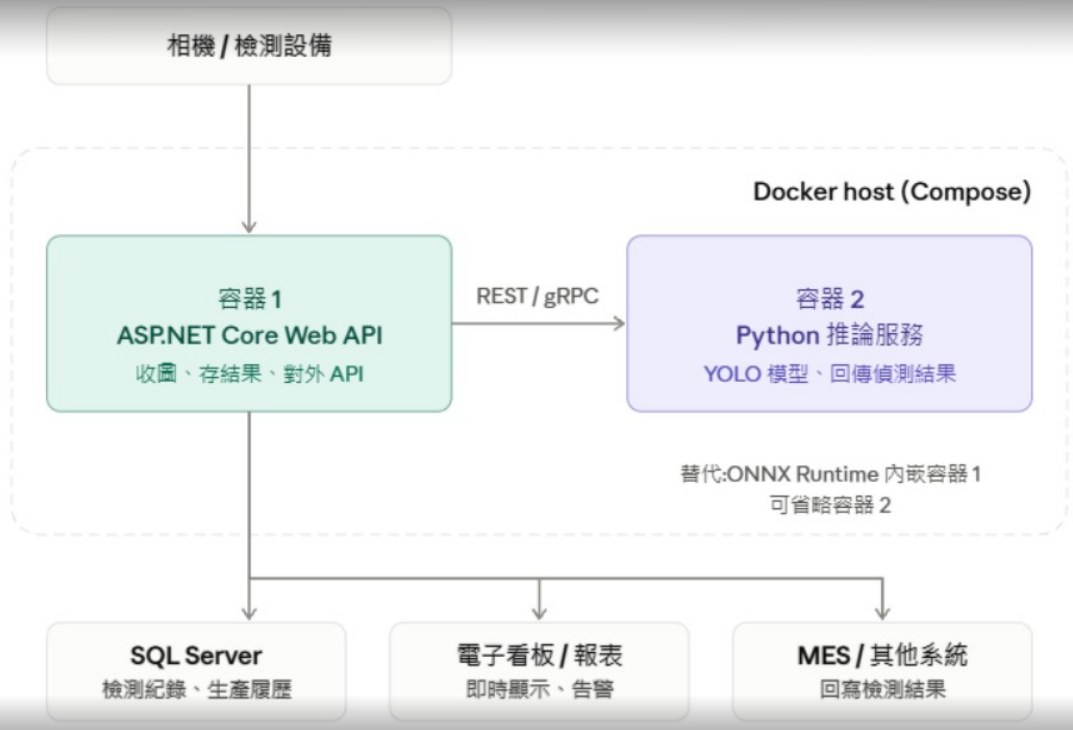 相機 / 檢測設備
Docker host (Compose)
容器 1
ASP.NET Core Web API
收圖、存結果、對外 API
REST / gRPC
容器 2
Python 推論服務
YOLO 模型、回傳偵測結果
替代:ONNX Runtime 內嵌容器 1
可省略容器 2
SQL Server
檢測紀錄、生產履歷
電子看板 / 報表
即時顯示、告警
MES / 其他系統
回寫檢測結果